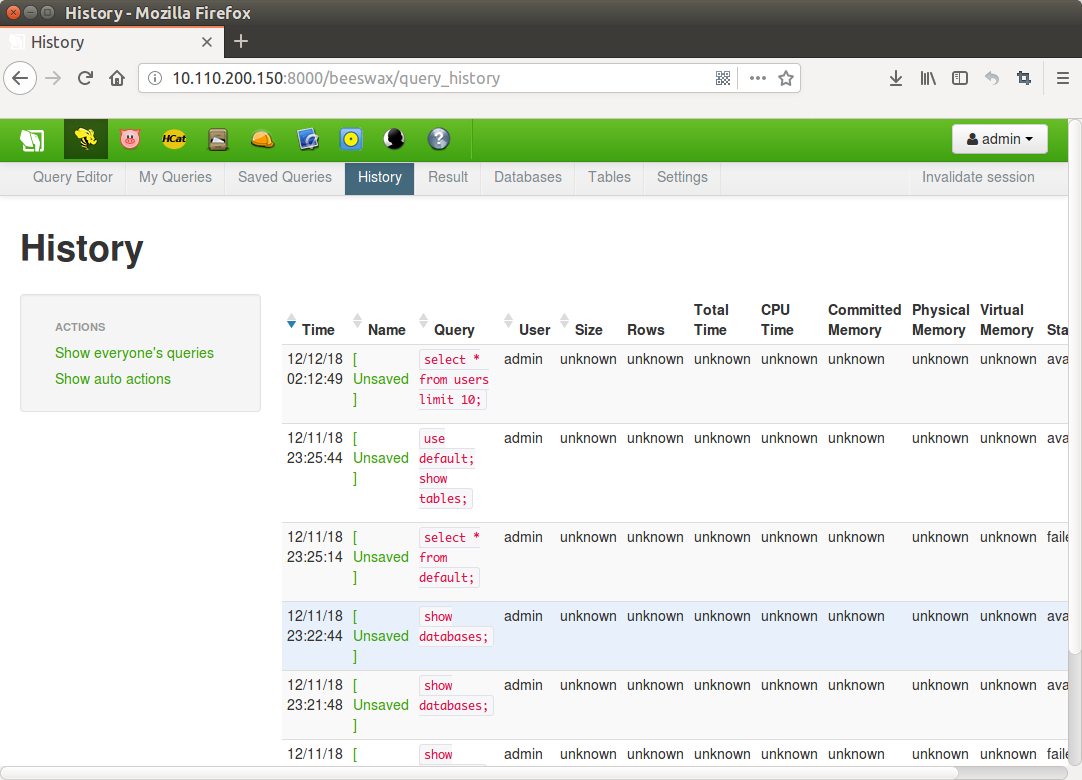 History - Mozilla Firefox
History
10.110.200.150:8000/beeswax/query_history
HCat
admin
Query Editor My Queries Saved Queries History Result Databases Tables Settings Invalidate session
History
ACTIONS
Show everyone's queries
Show auto actions
Total CPU Committed Physical Virtual
Time Name Query User Size Rows Time Time Memory Memory Memory Sta
12/12/18 [ select * admin unknown unknown unknown unknown unknown unknown unknown ava
02:12:49 Unsaved from users
] limit 10;
12/11/18 [ use admin unknown unknown unknown unknown unknown unknown unknown ava
23:25:44 Unsaved default;
] show
tables;
12/11/18 [ select * admin unknown unknown unknown unknown unknown unknown unknown faile
23:25:14 Unsaved from
] default;
12/11/18 [ show admin unknown unknown unknown unknown unknown unknown unknown ava
23:22:44 Unsaved databases;
]
12/11/18 [ show admin unknown unknown unknown unknown unknown unknown unknown ava
23:21:48 Unsaved databases;
]
12/11/18 [ show admin unknown unknown unknown unknown unknown unknown unknown faile